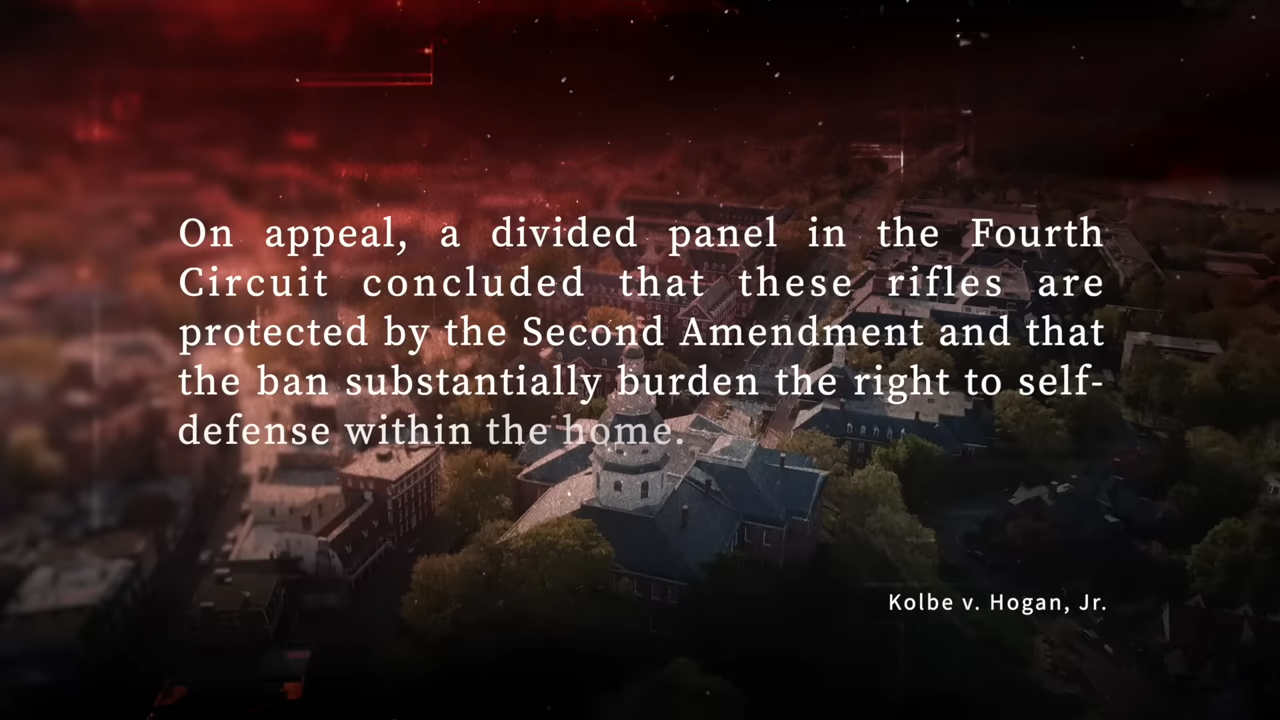 On appeal, a divided panel in the Fourth
Circuit concluded that these rifles are
protected by the Second Amendment and that
the ban substantially burden the right to self-
defense within the home.
Kolbe v. Hogan, Jr.